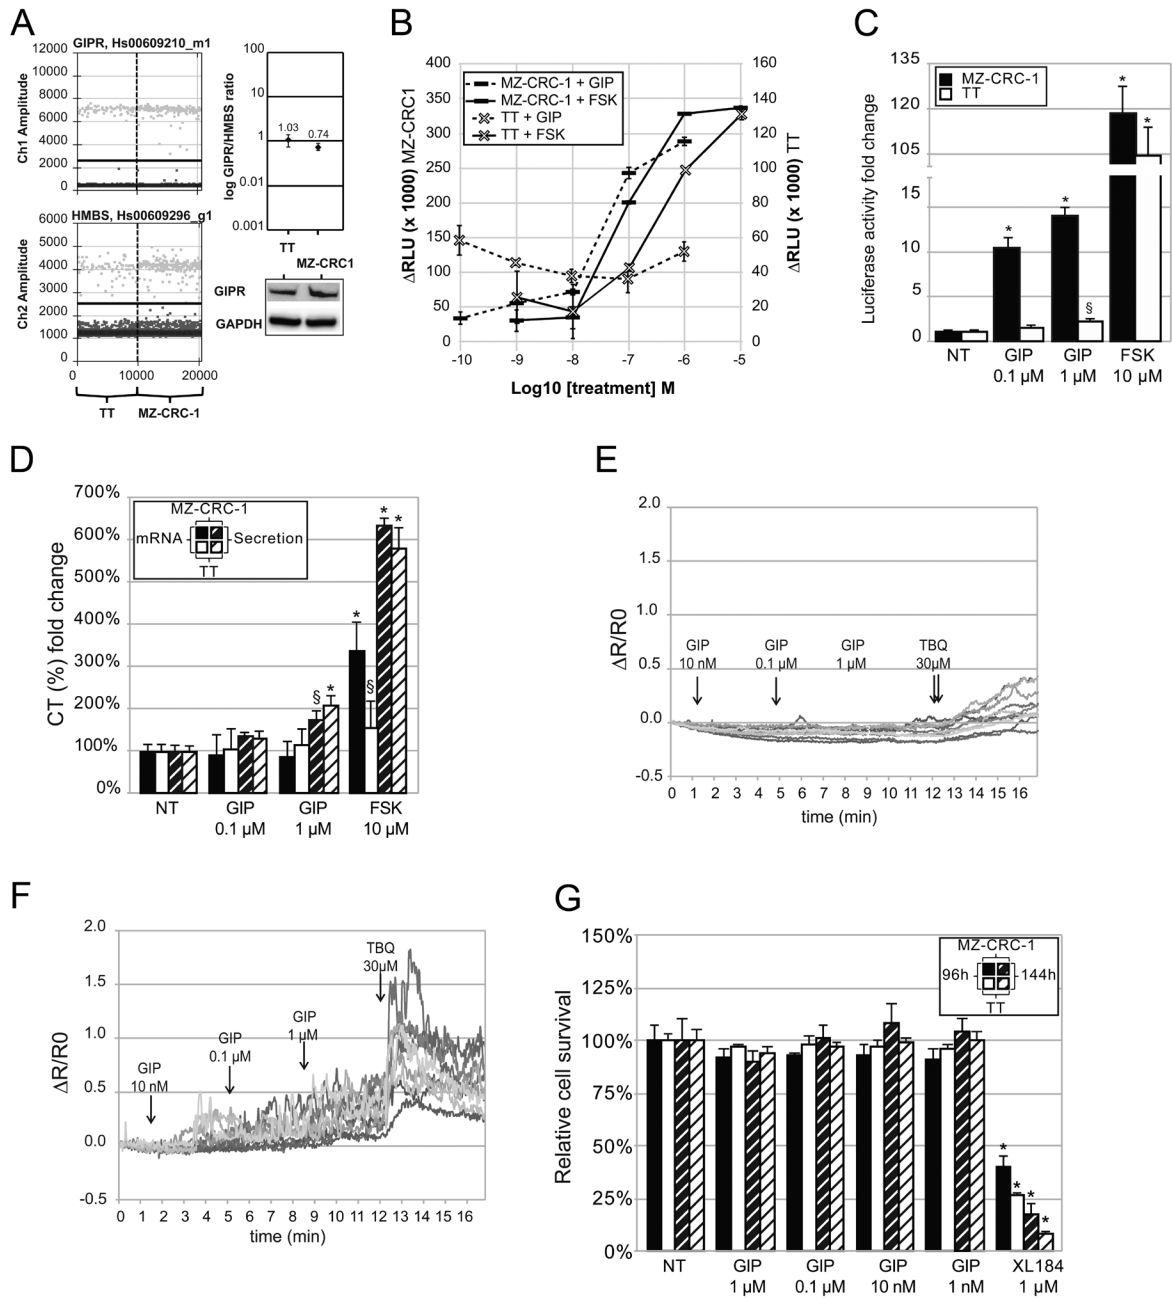 A
GIPR, Hs00609210_m1
12000
10000
8000
6000
4000
2000
0
Ch1 Amplitude
HMBS, Hs00609296_g1
6000
5000
4000
3000
2000
1000
0
Ch2 Amplitude
0
10000
20000
TT
MZ-CRC-1
100
10
1
0.01
0.001
log GIPR/HMBS ratio
1.03
0.74
TT
MZ-CRC1
GIPR
GAPDH
B
400
350
300
250
200
150
100
50
0
ΔRLU (x 1000) MZ-CRC1
MZ-CRC-1 + GIP
MZ-CRC-1 + FSK
TT + GIP
TT + FSK
160
140
120
100
80
60
40
20
0
ΔRLU (x 1000) TT
-10
-9
-8
-7
-6
-5
Log10 [treatment] M
C
135
120
105
15
10
5
0
Luciferase activity fold change
MZ-CRC-1
TT
*
*
§
*
*
NT
GIP
0.1 µM
GIP
1 µM
FSK
10 µM
D
700%
600%
500%
400%
300%
200%
100%
0%
CT (%) fold change
MZ-CRC-1
mRNA
Secretion
TT
§
*
*
§
*
*
NT
GIP
0.1 µM
GIP
1 µM
FSK
10 µM
E
2.0
1.5
1.0
0.5
0.0
-0.5
ΔR/R0
GIP
10 nM
GIP
0.1 µM
GIP
1 µM
TBQ
30µM
0 1 2 3 4 5 6 7 8 9 10 11 12 13 14 15 16
time (min)
F
2.0
1.5
1.0
0.5
0.0
-0.5
ΔR/R0
GIP
10 nM
GIP
0.1 µM
GIP
1 µM
TBQ
30µM
0 1 2 3 4 5 6 7 8 9 10 11 12 13 14 15 16
time (min)
G
150%
125%
100%
75%
50%
25%
0%
Relative cell survival
MZ-CRC-1
96h
144h
TT
*
*
*
*
NT
GIP
1 µM
GIP
0.1 µM
GIP
10 nM
GIP
1 nM
XL184
1 µM